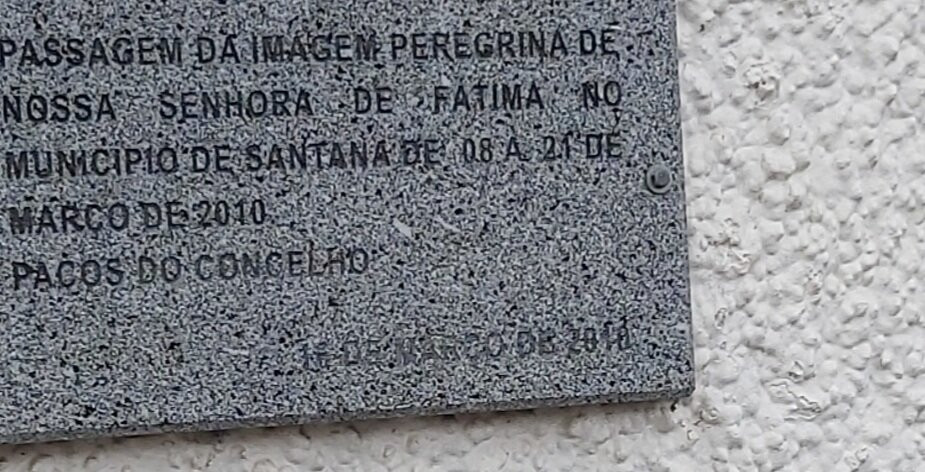 PASSAGEM DA IMAGEM PEREGRINA DE
NOSSA SENHORA DE FATIMA NO
MUNICIPIO DE SANTANA DE 08 A 21 DE
MARCO DE 2010
PACOS DO CONCELHO
DE MARCO DE 2010